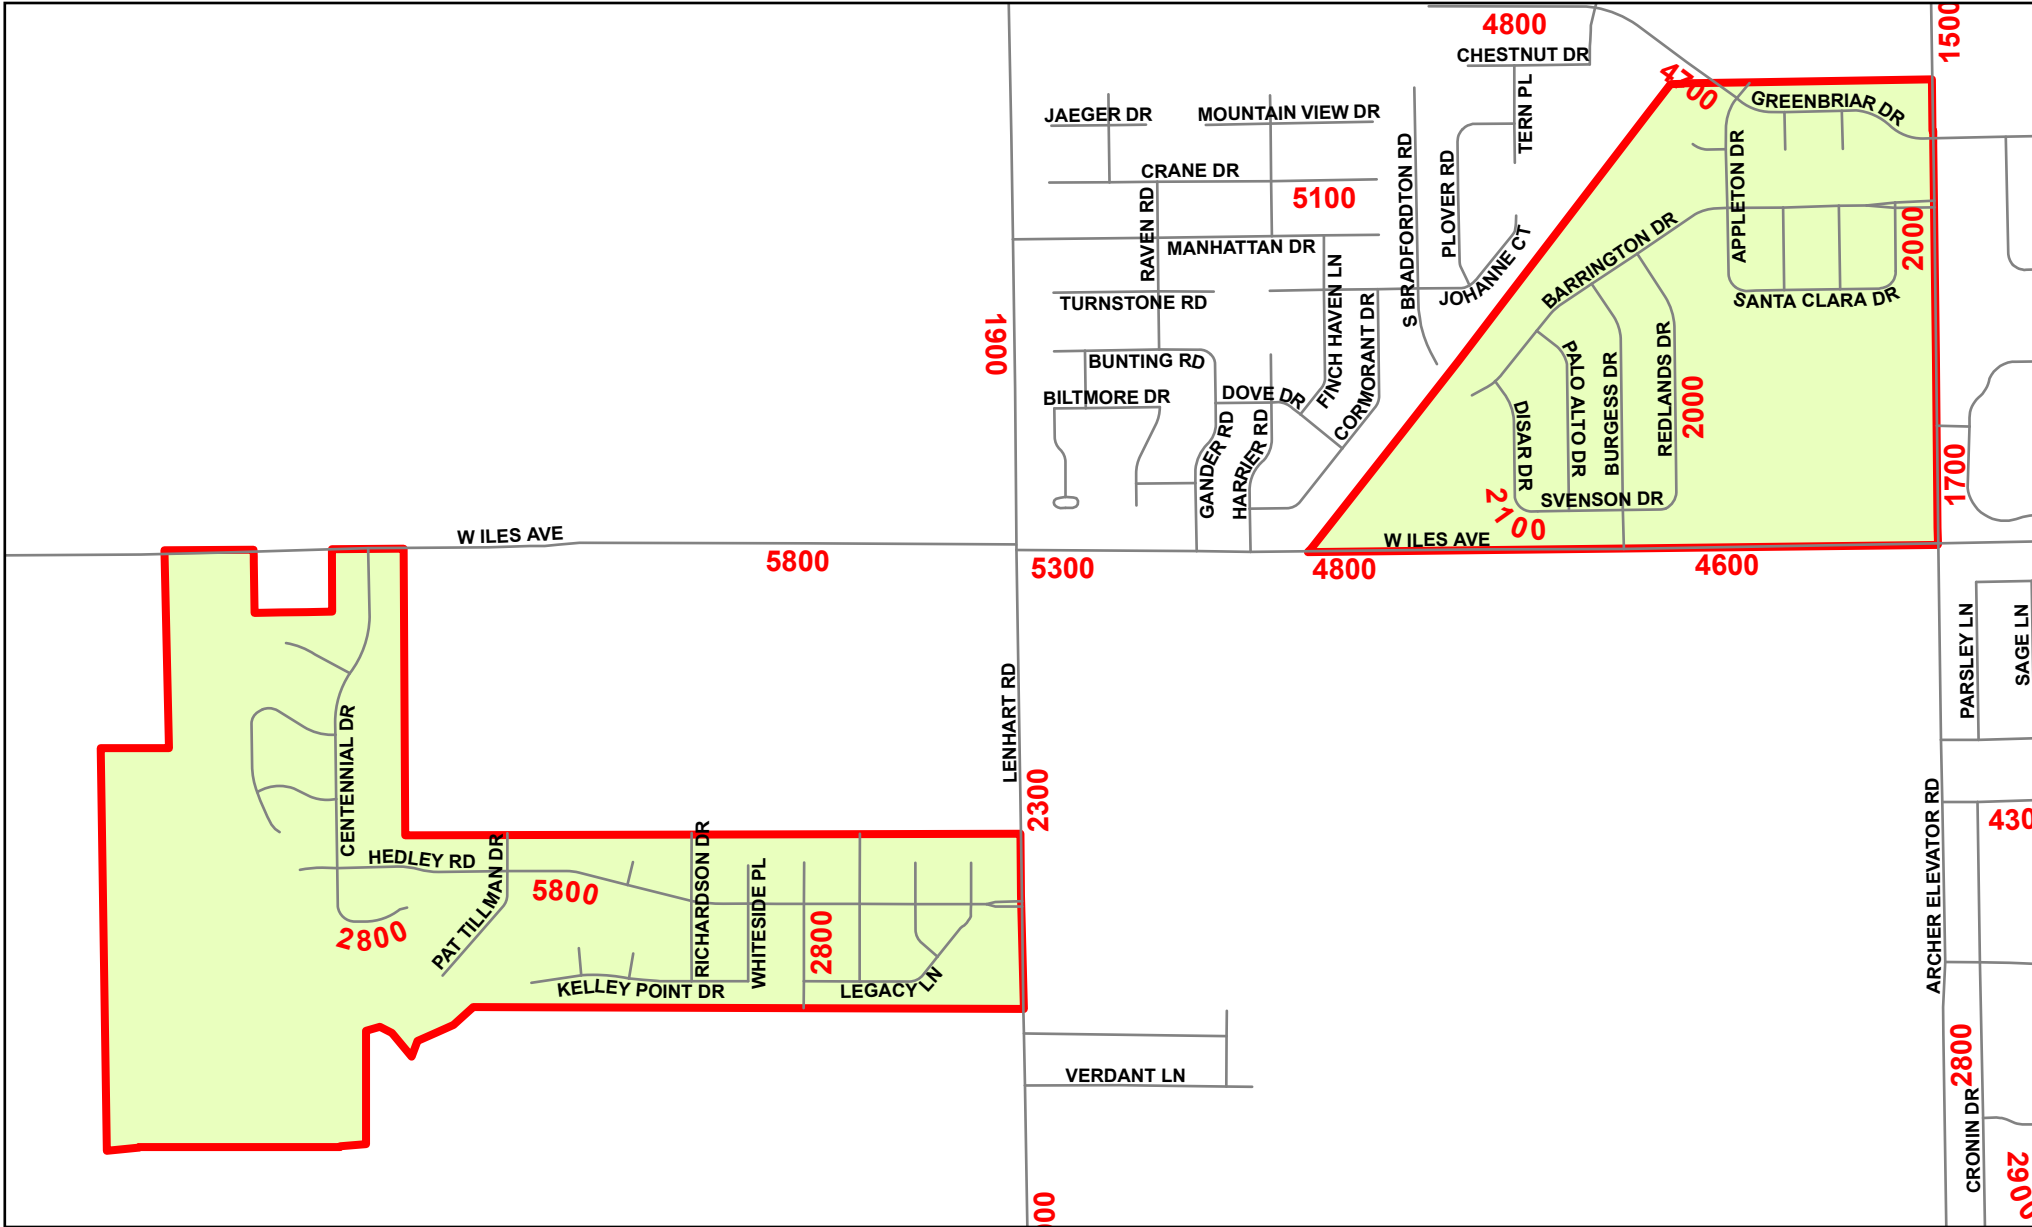 1500
4800
CHESTNUT DR
4700
GREENBRIAR DR
TERN PL
JAEGER DR
MOUNTAIN VIEW DR
S BRADFORDTON RD
PLOVER RD
APPLETON DR
CRANE DR
5100
RAVEN RD
MANHATTAN DR
BARRINGTON DR
2000
JOHANNE CT
TURNSTONE RD
FINCH HAVEN LN
CORMORANT DR
SANTA CLARA DR
1900
BUNTING RD
BILTMORE DR
DOVE DR
GANDER RD
HARRIER RD
DISAR DR
PALO ALTO DR
BURGESS DR
REDLANDS DR
2000
1700
SVENSON DR
2100
W ILES AVE
W ILES AVE
5800
5300
4800
4600
PARSLEY LN
SAGE LN
LENHART RD
CENTENNIAL DR
2300
ARCHER ELEVATOR RD
430
HEDLEY RD
PAT TILLMAN DR
5800
RICHARDSON DR
WHITESIDE PL
2800
2800
KELLEY POINT DR
LEGACY LN
VERDANT LN
2800
CRONIN DR
2900
00